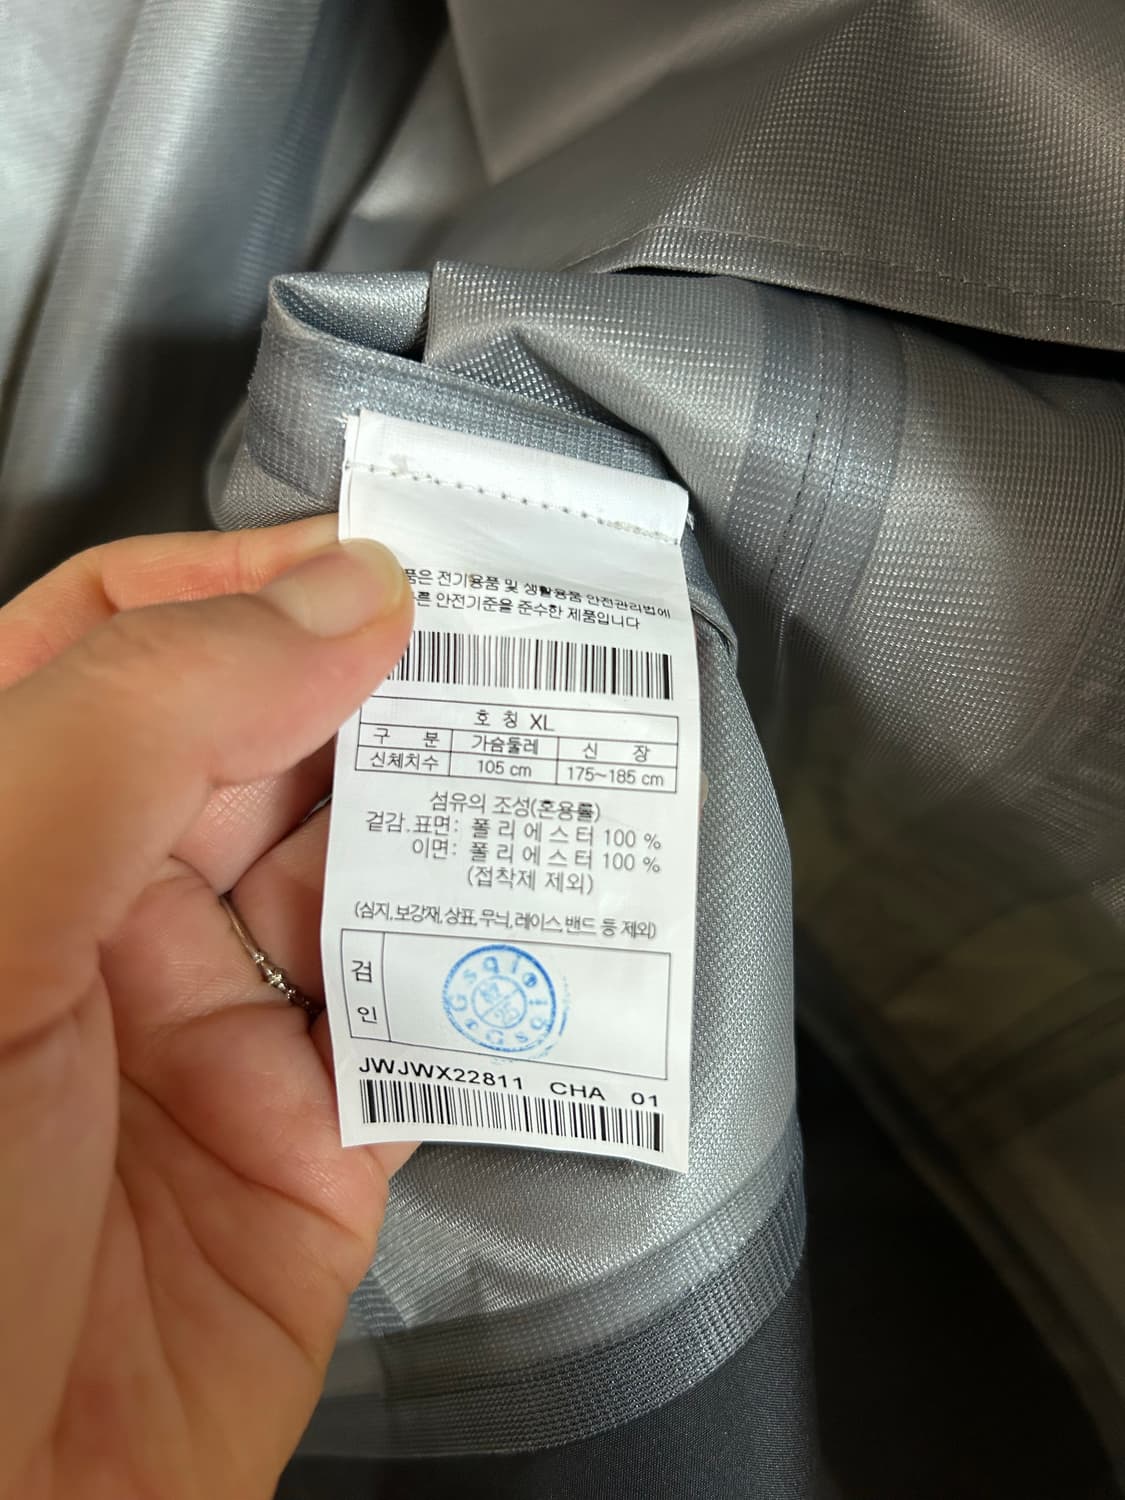 품은 전기용품 및 생활용품 안전관리법에
른 안전기준을 준수한 제품입니다
호 칭 XL
구 분 가슴둘레 신 장
신체치수 105 cm 175~185 cm
섬유의 조성(혼용률)
겉감.표면: 폴 리 에 스 터 100 %
이면: 폴 리 에 스 터 100 %
(접착제 제외)
(심지,보강재,상표,무늬,레이스,밴드 등 제외)
검
인
JWJWX22811 CHA 01